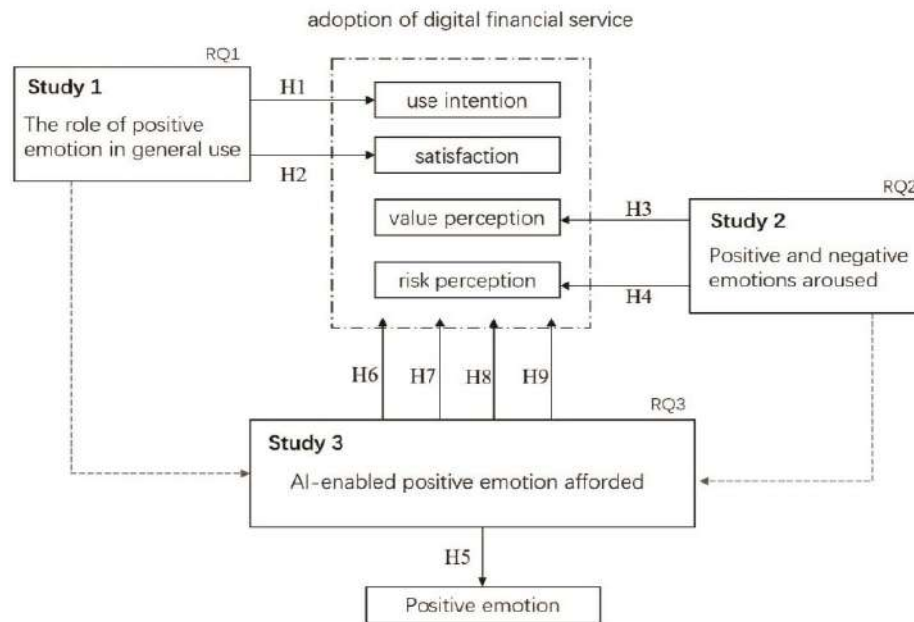 adoption of digital financial service
RQ1
Study 1
The role of positive
emotion in general use
H1
H2
use intention
satisfaction
value perception
risk perception
RQ2
Study 2
Positive and negative
emotions aroused
H3
H4
H6
H7
H8
H9
RQ3
Study 3
AI-enabled positive emotion afforded
H5
Positive emotion